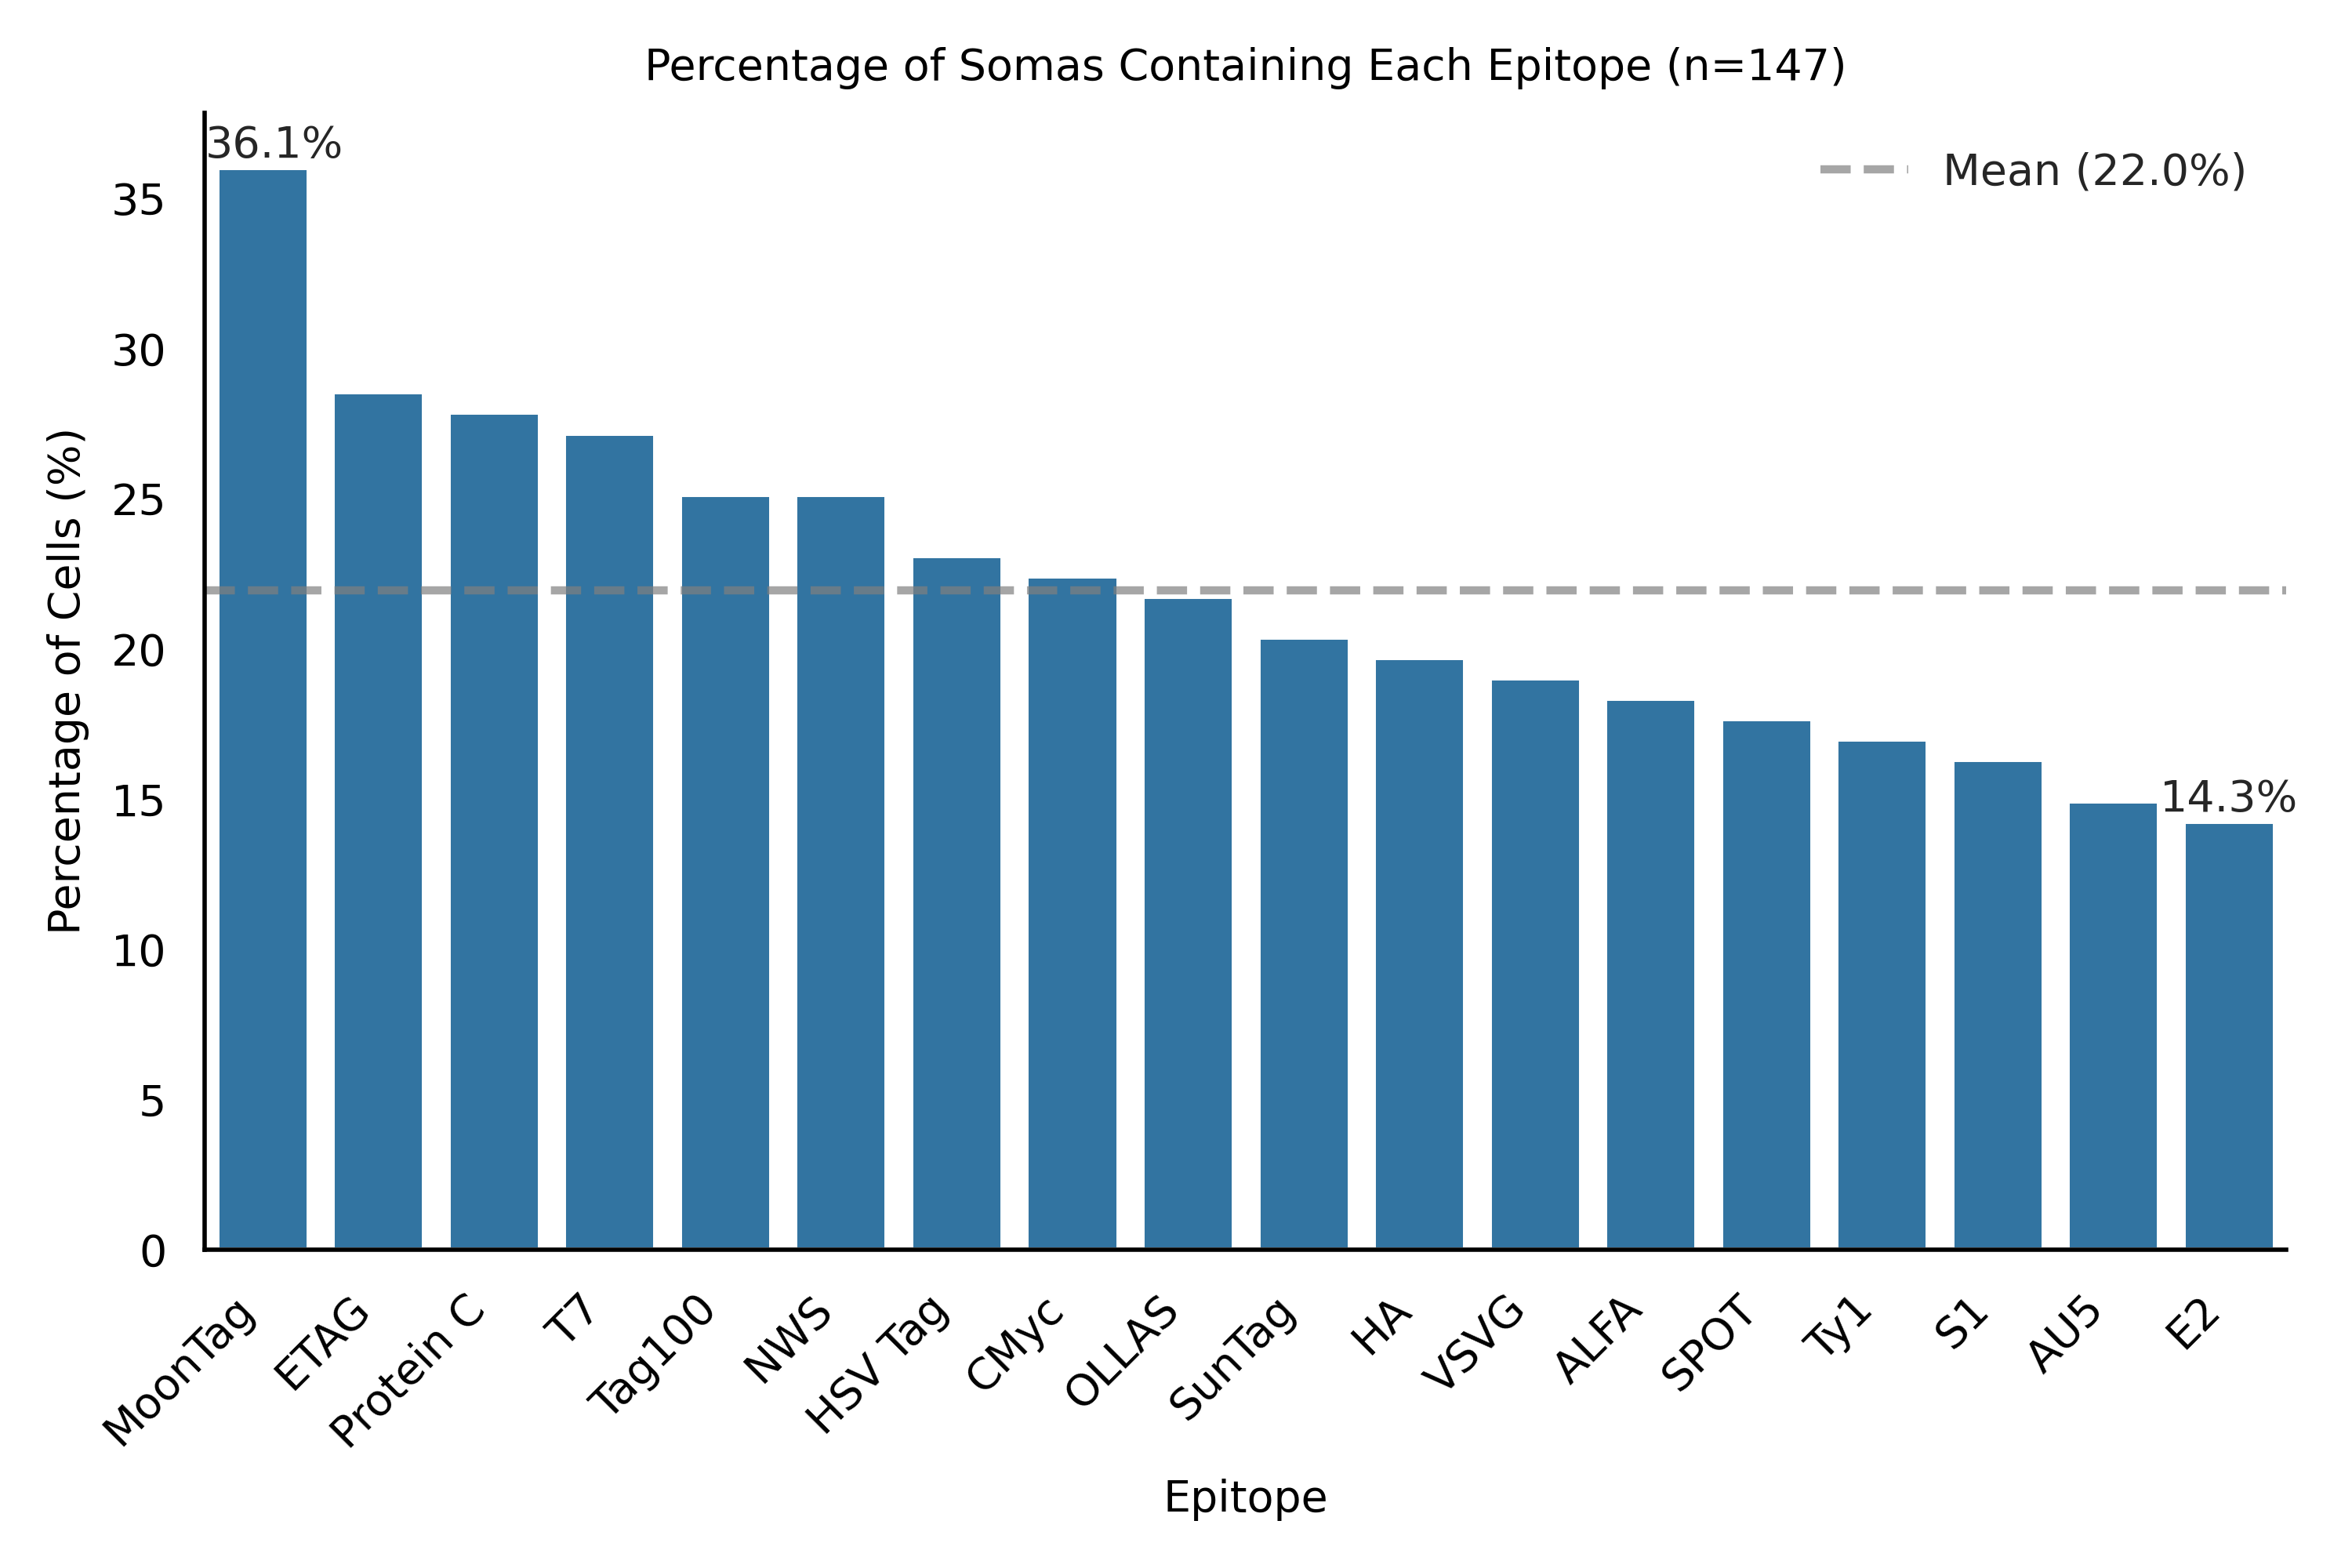 Percentage of Somas Containing Each Epitope (n=147)
36.1%
Mean (22.0%)
35
30
25
20
15
10
5
0
Percentage of Cells (%)
14.3%
MoonTag
ETAG
Protein C
T7
Tag100
NWS
HSV Tag
CMyc
OLLAS
SunTag
HA
VSVG
ALFA
SPOT
Ty1
S1
AU5
E2
Epitope